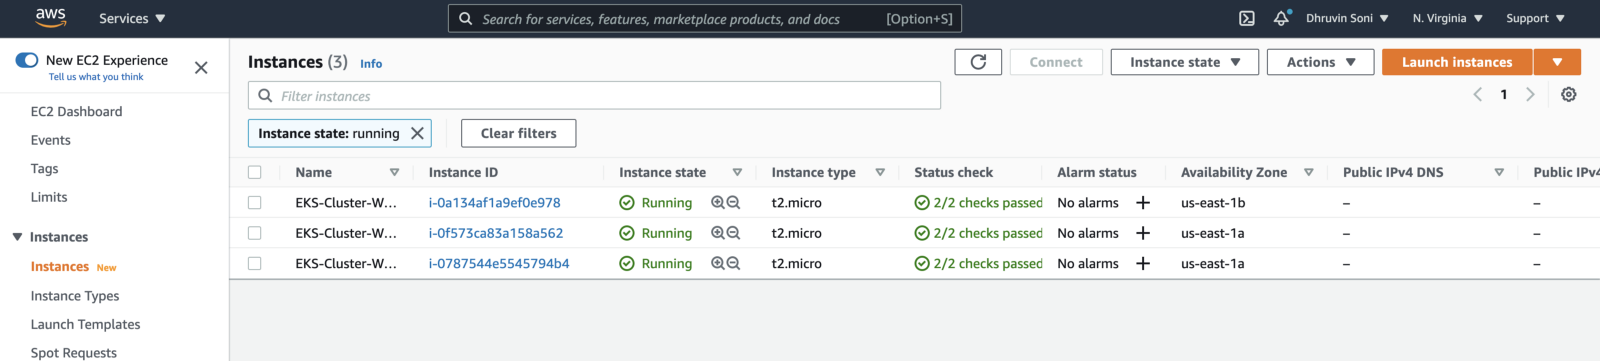 aws Services ▼ Search for services, features, marketplace products, and docs [Option+S] Dhruvin Soni ▼ N. Virginia ▼ Support ▼
New EC2 Experience
Tell us what you think
EC2 Dashboard
Events
Tags
Limits
▼ Instances
Instances New
Instance Types
Launch Templates
Spot Requests
Instances (3) Info Connect Instance state ▼ Actions ▼ Launch instances ▼
Filter instances 1
Instance state: running Clear filters
Name Instance ID Instance state Instance type Status check Alarm status Availability Zone Public IPv4 DNS Public IPv4
EKS-Cluster-W... i-0a134af1a9ef0e978 Running t2.micro 2/2 checks passed No alarms + us-east-1b – –
EKS-Cluster-W... i-0f573ca83a158a562 Running t2.micro 2/2 checks passed No alarms + us-east-1a – –
EKS-Cluster-W... i-0787544e5545794b4 Running t2.micro 2/2 checks passed No alarms + us-east-1a – –